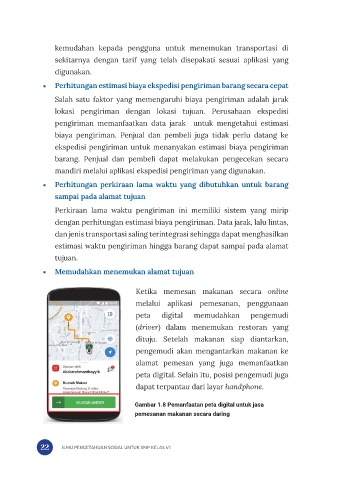 kemudahan kepada pengguna untuk menemukan transportasi di
sekitarnya dengan tarif yang telah disepakati sesuai aplikasi yang
digunakan.
• Perhitungan estimasi biaya ekspedisi pengiriman barang secara cepat
Salah satu faktor yang memengaruhi biaya pengiriman adalah jarak
lokasi pengiriman dengan lokasi tujuan. Perusahaan ekspedisi
pengiriman memanfaatkan data jarak untuk mengetahui estimasi
biaya pengiriman. Penjual dan pembeli juga tidak perlu datang ke
ekspedisi pengiriman untuk menanyakan estimasi biaya pengiriman
barang. Penjual dan pembeli dapat melakukan pengecekan secara
mandiri melalui aplikasi ekspedisi pengiriman yang digunakan.
• Perhitungan perkiraan lama waktu yang dibutuhkan untuk barang
sampai pada alamat tujuan
Perkiraan lama waktu pengiriman ini memiliki sistem yang mirip
dengan perhitungan estimasi biaya pengiriman. Data jarak, lalu lintas,
dan jenis transportasi saling terintegrasi sehingga dapat menghasilkan
estimasi waktu pengiriman hingga barang dapat sampai pada alamat
tujuan.
• Memudahkan menemukan alamat tujuan
Ketika memesan makanan secara online
melalui aplikasi pemesanan, penggunaan
peta digital memudahkan pengemudi
(driver) dalam menemukan restoran yang
dituju. Setelah makanan siap diantarkan,
pengemudi akan mengantarkan makanan ke
alamat pemesan yang juga memanfaatkan
peta digital. Selain itu, posisi pengemudi juga
dapat terpantau dari layar handphone.
Rumah Makan
Gambar 1.8 Pemanfaatan peta digital untuk jasa
pemesanan makanan secara daring
22 ILMU PENGETAHUAN SOSIAL UNTUK SMP KELAS VII